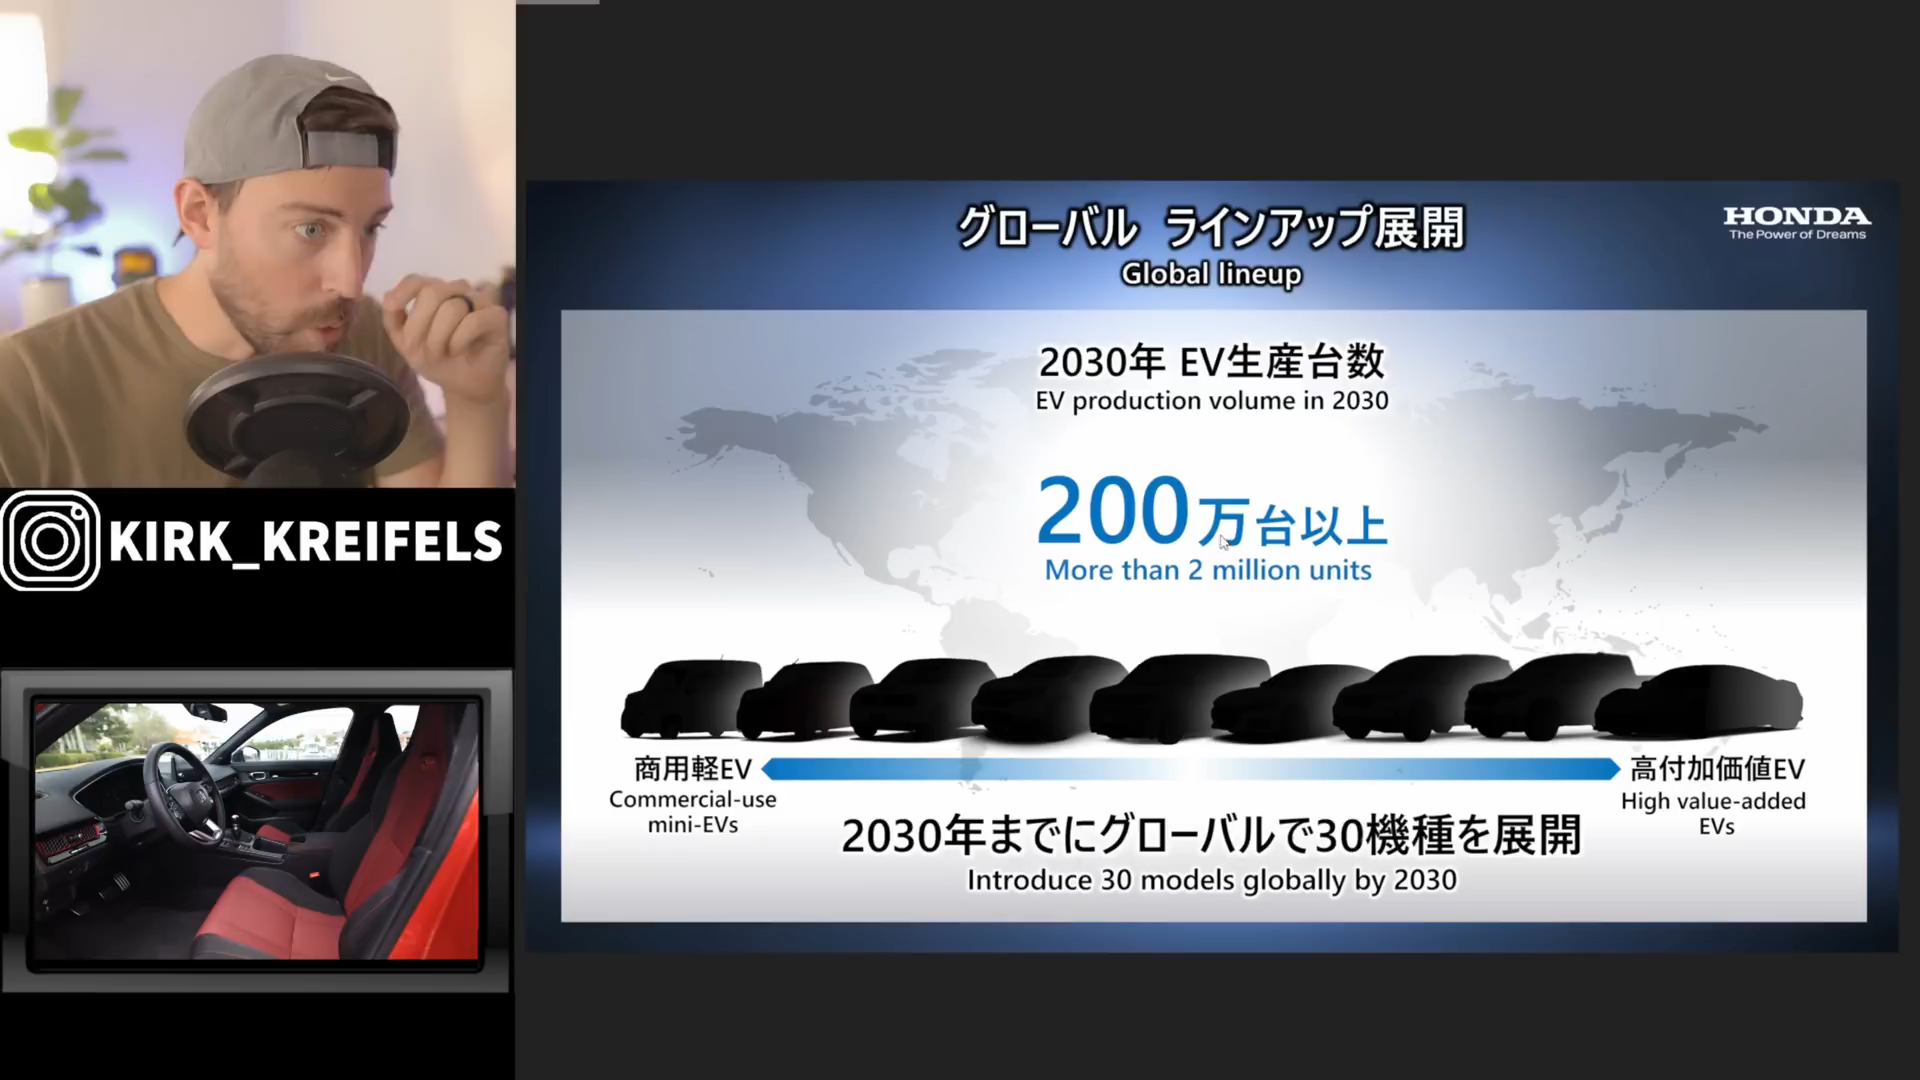 KIRK_KREIFELS
グローバル ラインアップ展開
Global lineup
HONDA
The Power of Dreams
2030年 EV生産台数
EV production volume in 2030
200万台以上
More than 2 million units
商用軽EV
Commercial-use
mini-EVs
高付加価値EV
High value-added
EVs
2030年までにグローバルで30機種を展開
Introduce 30 models globally by 2030